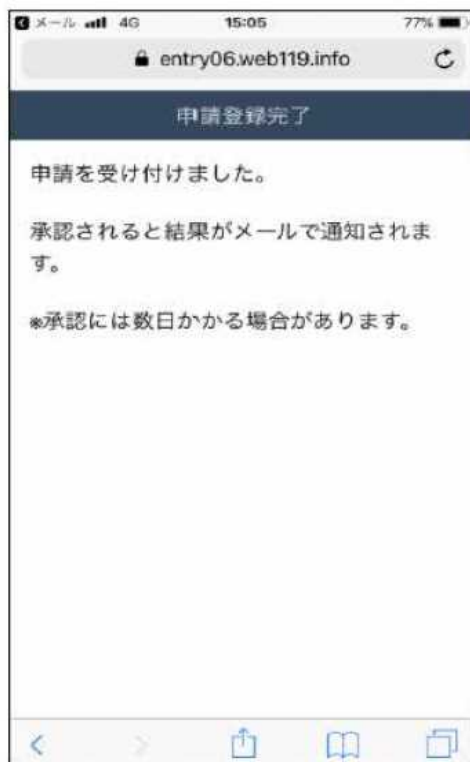 メール 4G 15:05 77%
entry06.web119.info
申請登録完了
申請を受け付けました。
承認されると結果がメールで通知されま
す。
※承認には数日かかる場合があります。